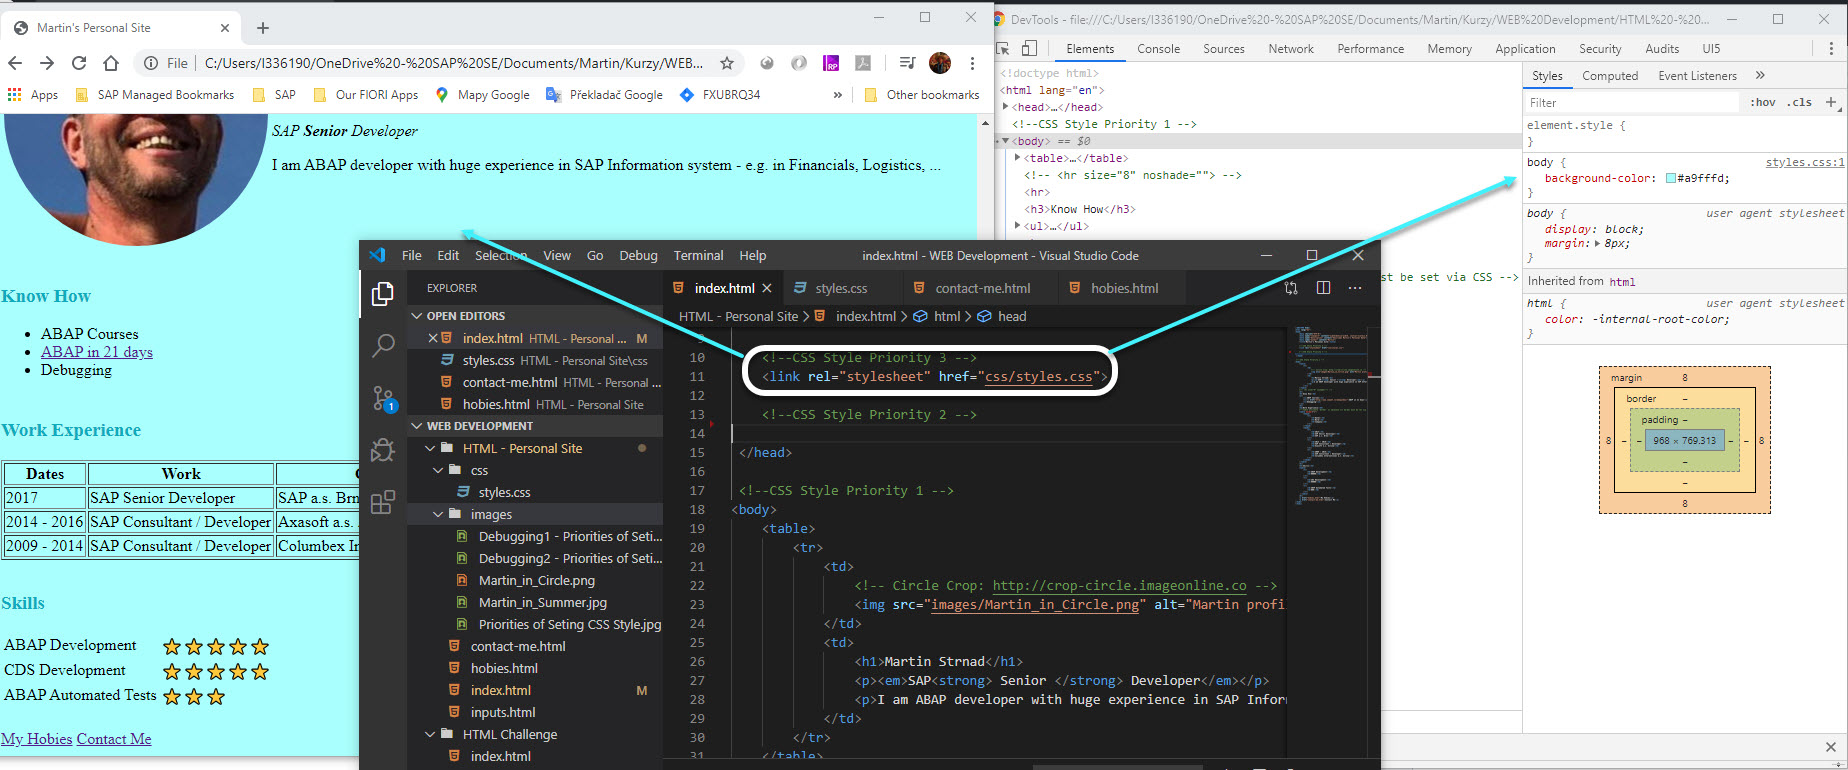 Martin's Personal Site
File C:/Users/I336190/OneDrive%20-%20SAP%20SE/Documents/Martin/Kurzy/WEB...
Apps SAP Managed Bookmarks SAP Our FIORI Apps Mapy Google Překladač Google FXUBRQ34 » Other bookmarks
SAP Senior Developer
I am ABAP developer with huge experience in SAP Information system - e.g. in Financials, Logistics, ...
Know How
ABAP Courses
ABAP in 21 days
Debugging
Work Experience
Dates Work
2017 SAP Senior Developer SAP a.s. Brn
2014 - 2016 SAP Consultant / Developer Axasoft a.s.
2009 - 2014 SAP Consultant / Developer Columbex In
Skills
ABAP Development
CDS Development
ABAP Automated Tests
My Hobies Contact Me
DevTools - file:///C:/Users/I336190/OneDrive%20-%20SAP%20SE/Documents/Martin/Kurzy/WEB%20Development/HTML%20-%20...
Elements Console Sources Network Performance Memory Application Security Audits UI5
<!doctype html>
<html lang="en">
<head>…</head>
<!--CSS Style Priority 1 -->
<body> == $0
<table>…</table>
<!-- <hr size="8" noshade=""> -->
<hr>
<h3>Know How</h3>
<ul>…</ul>
st be set via CSS -->
Styles Computed Event Listeners »
Filter :hov .cls +
element.style {
}
body { styles.css:1
background-color: #a9fffd;
}
body { user agent stylesheet
display: block;
margin: 8px;
}
Inherited from html
html { user agent stylesheet
color: -internal-root-color;
}
margin 8
border –
padding –
8 – – 968 × 769.313 – – 8
–
–
8
File Edit Selection View Go Debug Terminal Help index.html - WEB Development - Visual Studio Code
EXPLORER
OPEN EDITORS
index.html HTML - Personal ... M
styles.css HTML - Personal Site\css
contact-me.html HTML - Personal ...
hobies.html HTML - Personal Site
1
WEB DEVELOPMENT
HTML - Personal Site
css
styles.css
images
Debugging1 - Priorities of Seti...
Debugging2 - Priorities of Seti...
Martin_in_Circle.png
Martin_in_Summer.jpg
Priorities of Seting CSS Style.jpg
contact-me.html
hobies.html
index.html M
inputs.html
HTML Challenge
index.html
index.html styles.css contact-me.html hobies.html
HTML - Personal Site > index.html > html > head
9
10 <!--CSS Style Priority 3 -->
11 <link rel="stylesheet" href="css/styles.css">
12
13 <!--CSS Style Priority 2 -->
14
15 </head>
16
17 <!--CSS Style Priority 1 -->
18 <body>
19 <table>
20 <tr>
21 <td>
22 <!-- Circle Crop: http://crop-circle.imageonline.co -->
23 <img src="images/Martin_in_Circle.png" alt="Martin profi
24 </td>
25 <td>
26 <h1>Martin Strnad</h1>
27 <p><em>SAP<strong> Senior </strong> Developer</em></p>
28 <p>I am ABAP developer with huge experience in SAP Infor
29 </td>
30 </tr>
31 </table>